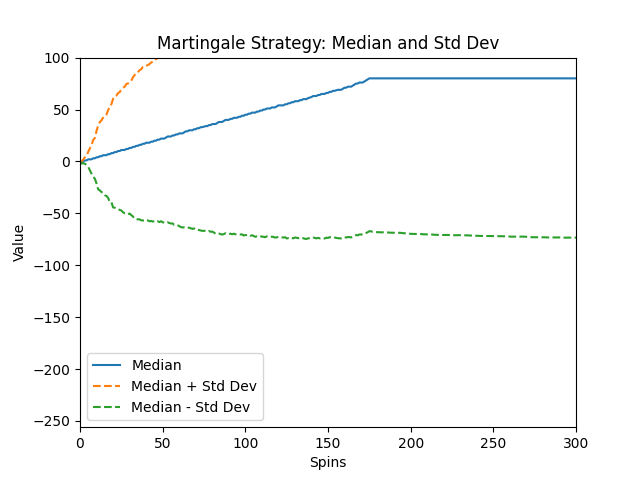 Martingale Strategy: Median and Std Dev
100
50
0
−50
−100
−150
−200
−250
Value
Median
Median + Std Dev
Median - Std Dev
0 50 100 150 200 250 300
Spins